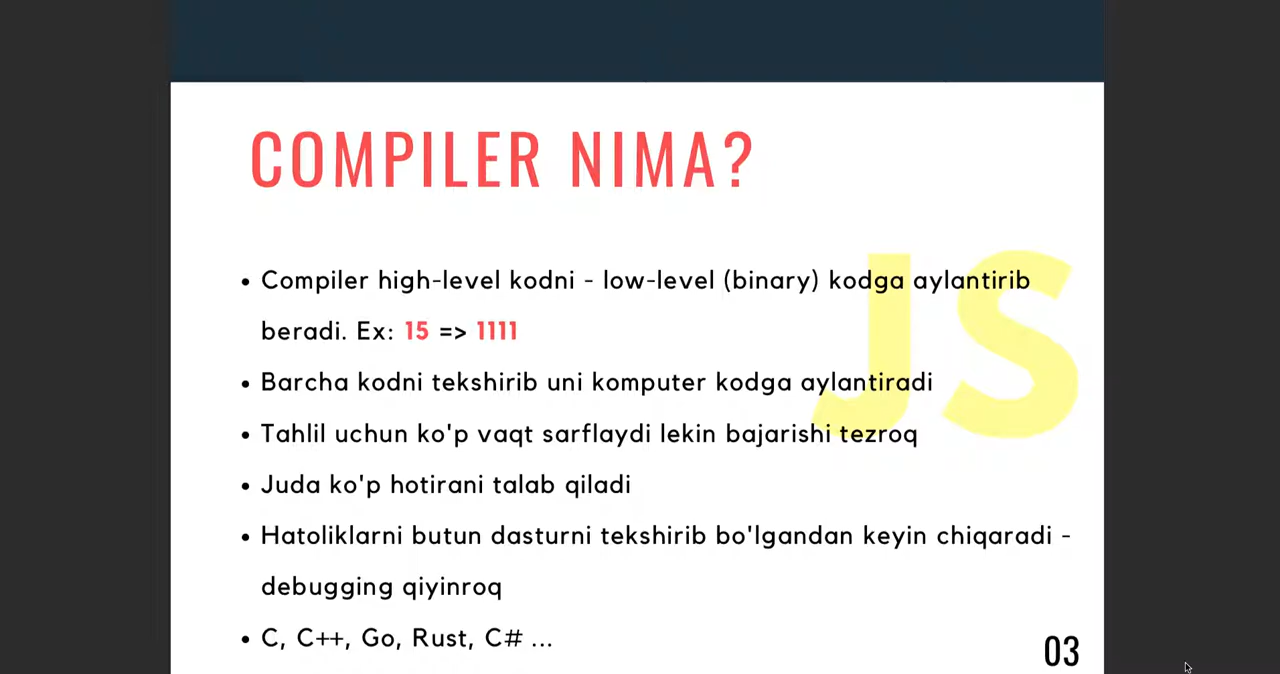 COMPILER NIMA?
JS
• Compiler high-level kodni - low-level (binary) kodga aylantirib
beradi. Ex: 15 => 1111
• Barcha kodni tekshirib uni komputer kodga aylantiradi
• Tahlil uchun ko'p vaqt sarflaydi lekin bajarishi tezroq
• Juda ko'p hotirani talab qiladi
• Hatoliklarni butun dasturni tekshirib bo'lgandan keyin chiqaradi -
debugging qiyinroq
• C, C++, Go, Rust, C# ...
03